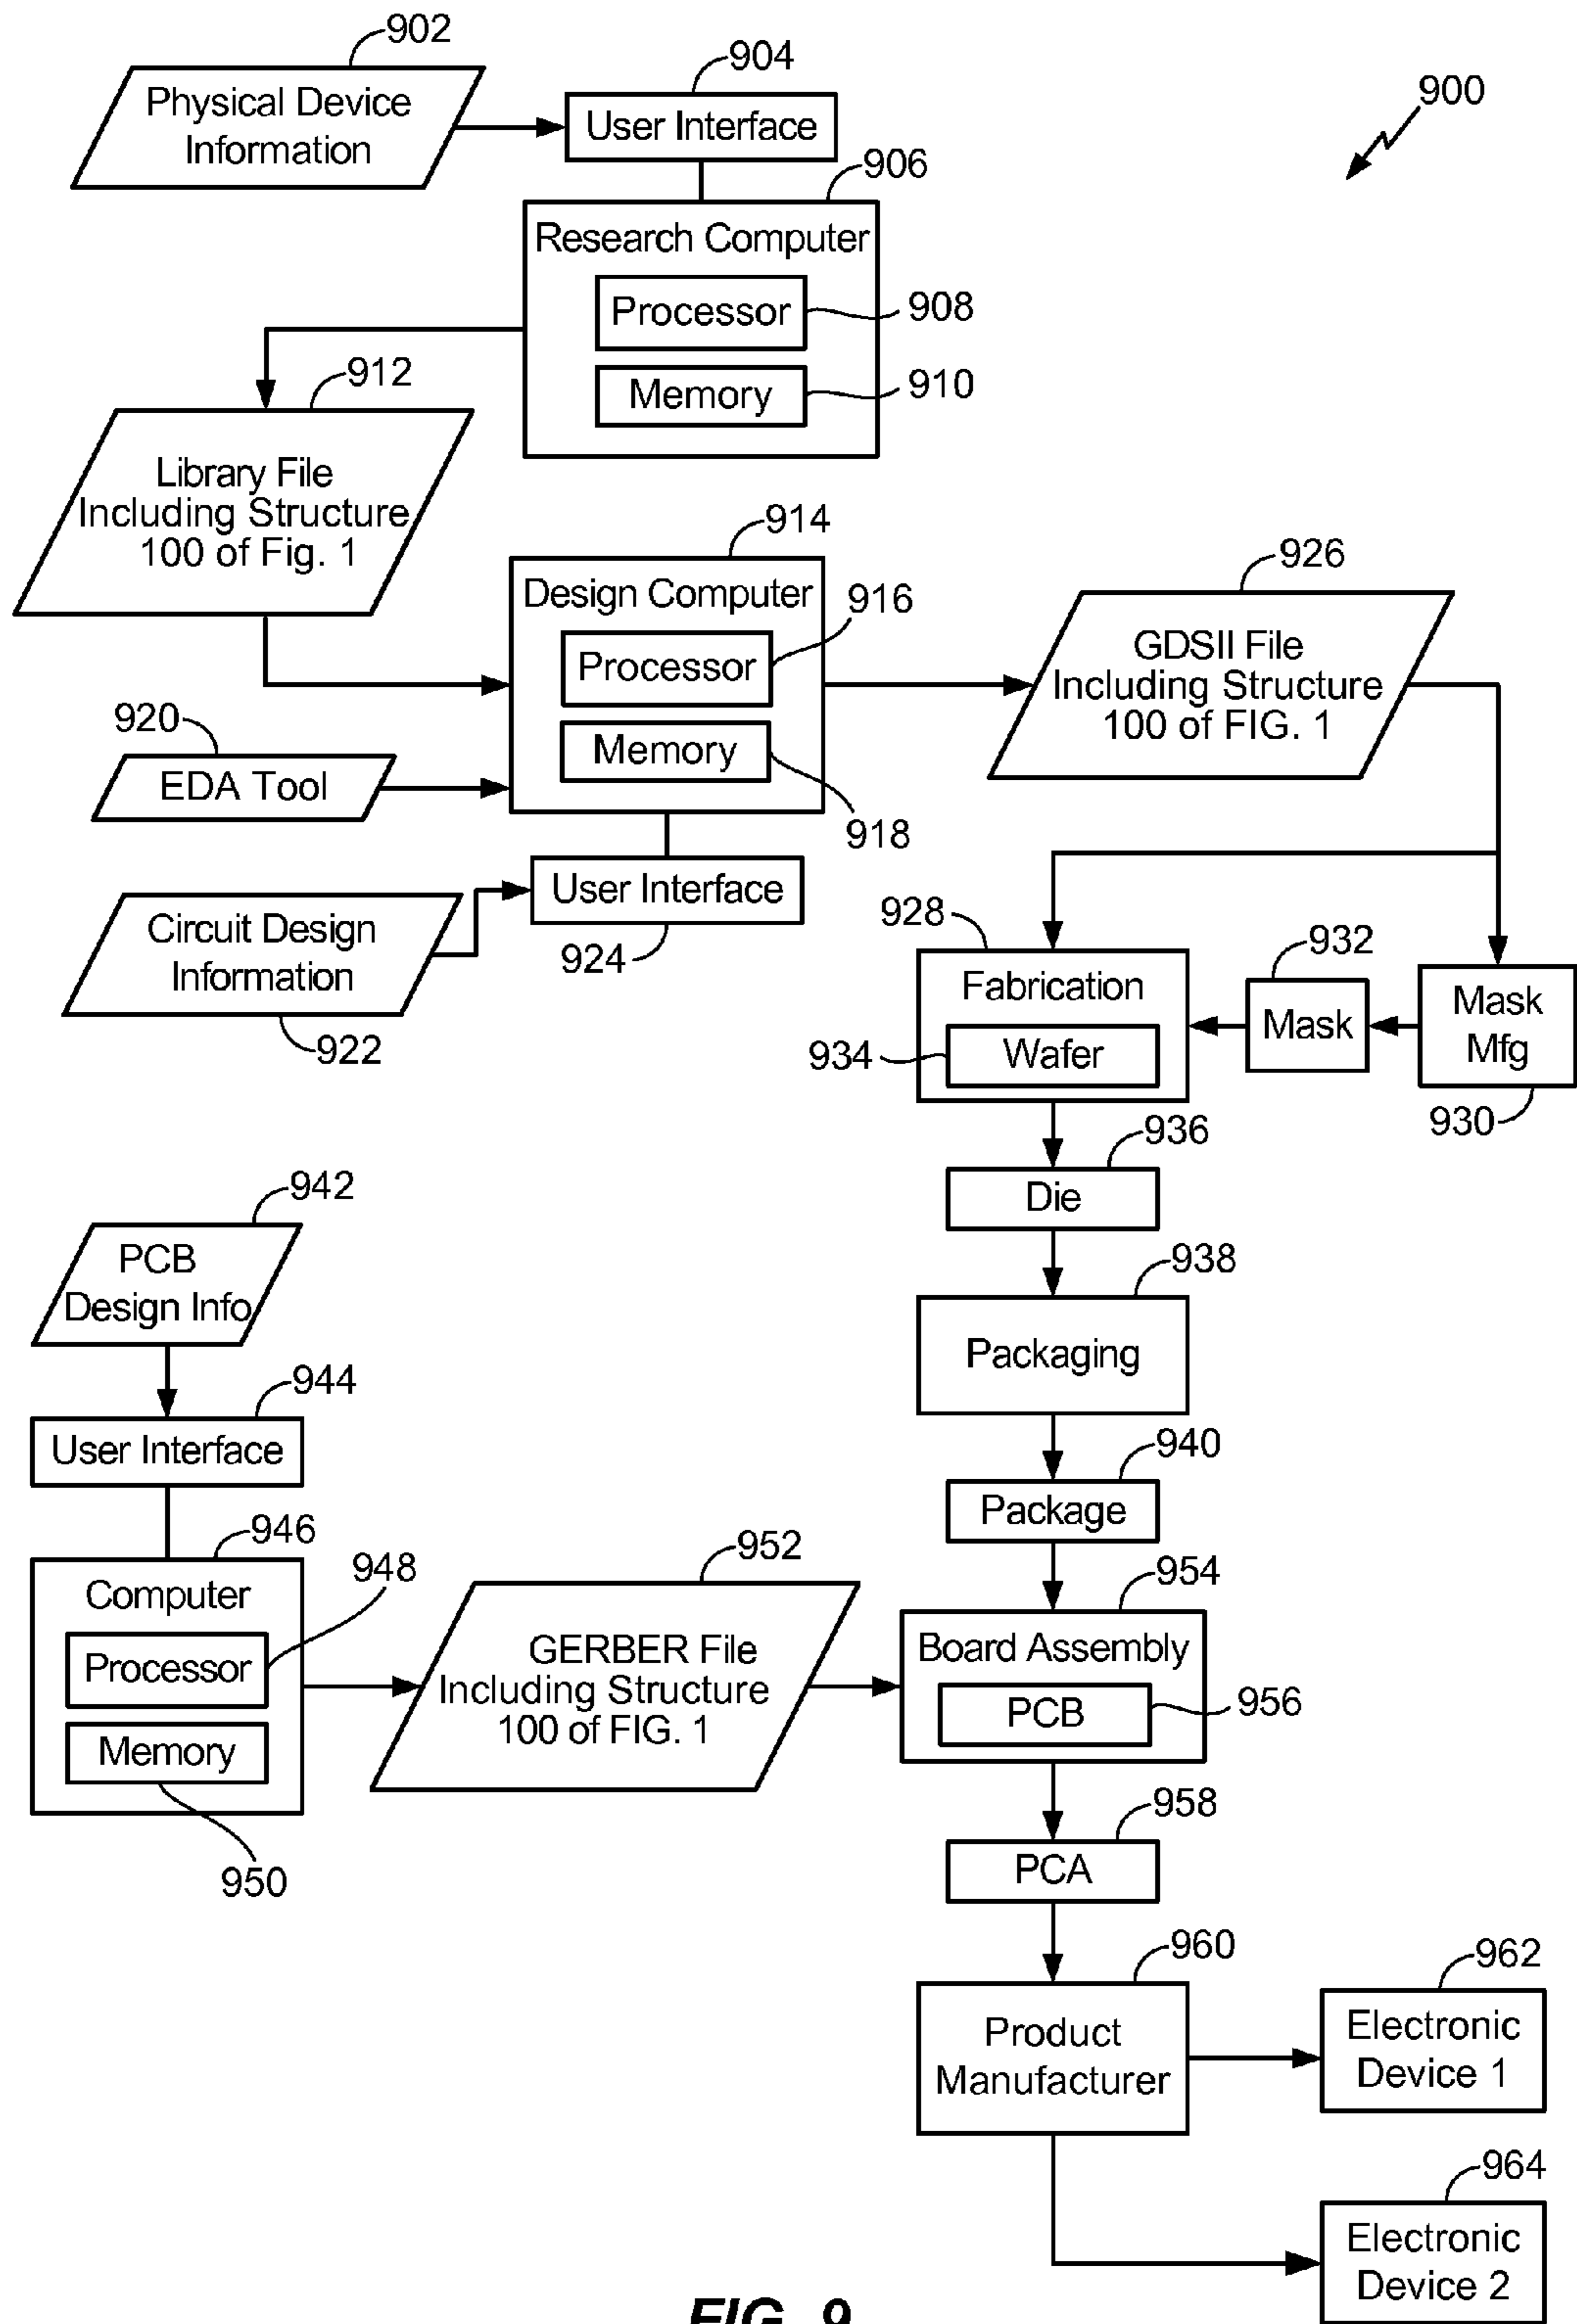 902
Physical Device
Information
904
User Interface
900
906
Research Computer
Processor
908
Memory
910
912
Library File
Including Structure
100 of Fig. 1
914
Design Computer
Processor
916
Memory
918
920
EDA Tool
922
Circuit Design
Information
User Interface
924
926
GDSII File
Including Structure
100 of FIG. 1
928
Fabrication
934
Wafer
932
Mask
Mask
Mfg
930
936
Die
938
Packaging
940
Package
942
PCB
Design Info
944
User Interface
946
Computer
948
Processor
Memory
950
952
GERBER File
Including Structure
100 of FIG. 1
954
Board Assembly
PCB
956
958
PCA
960
Product
Manufacturer
962
Electronic
Device 1
964
Electronic
Device 2
FIG. 9